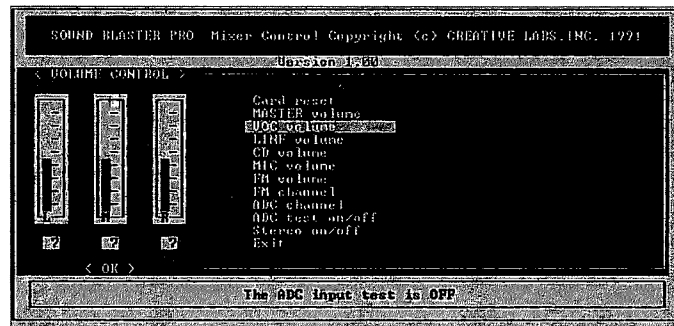 SOUND BLASTER PRO Mixer Control Copyright (c) CREATIVE LABS.INC. 1991
Version 1.00
< VOLUME CONTROL >
Card reset
MASTER volume
VOC volume
LINE volume
CD volume
MIC volume
FM volume
FM channel
ADC channel
ADC test on/off
Stereo on/off
Exit
< OK >
The ADC input test is OFF